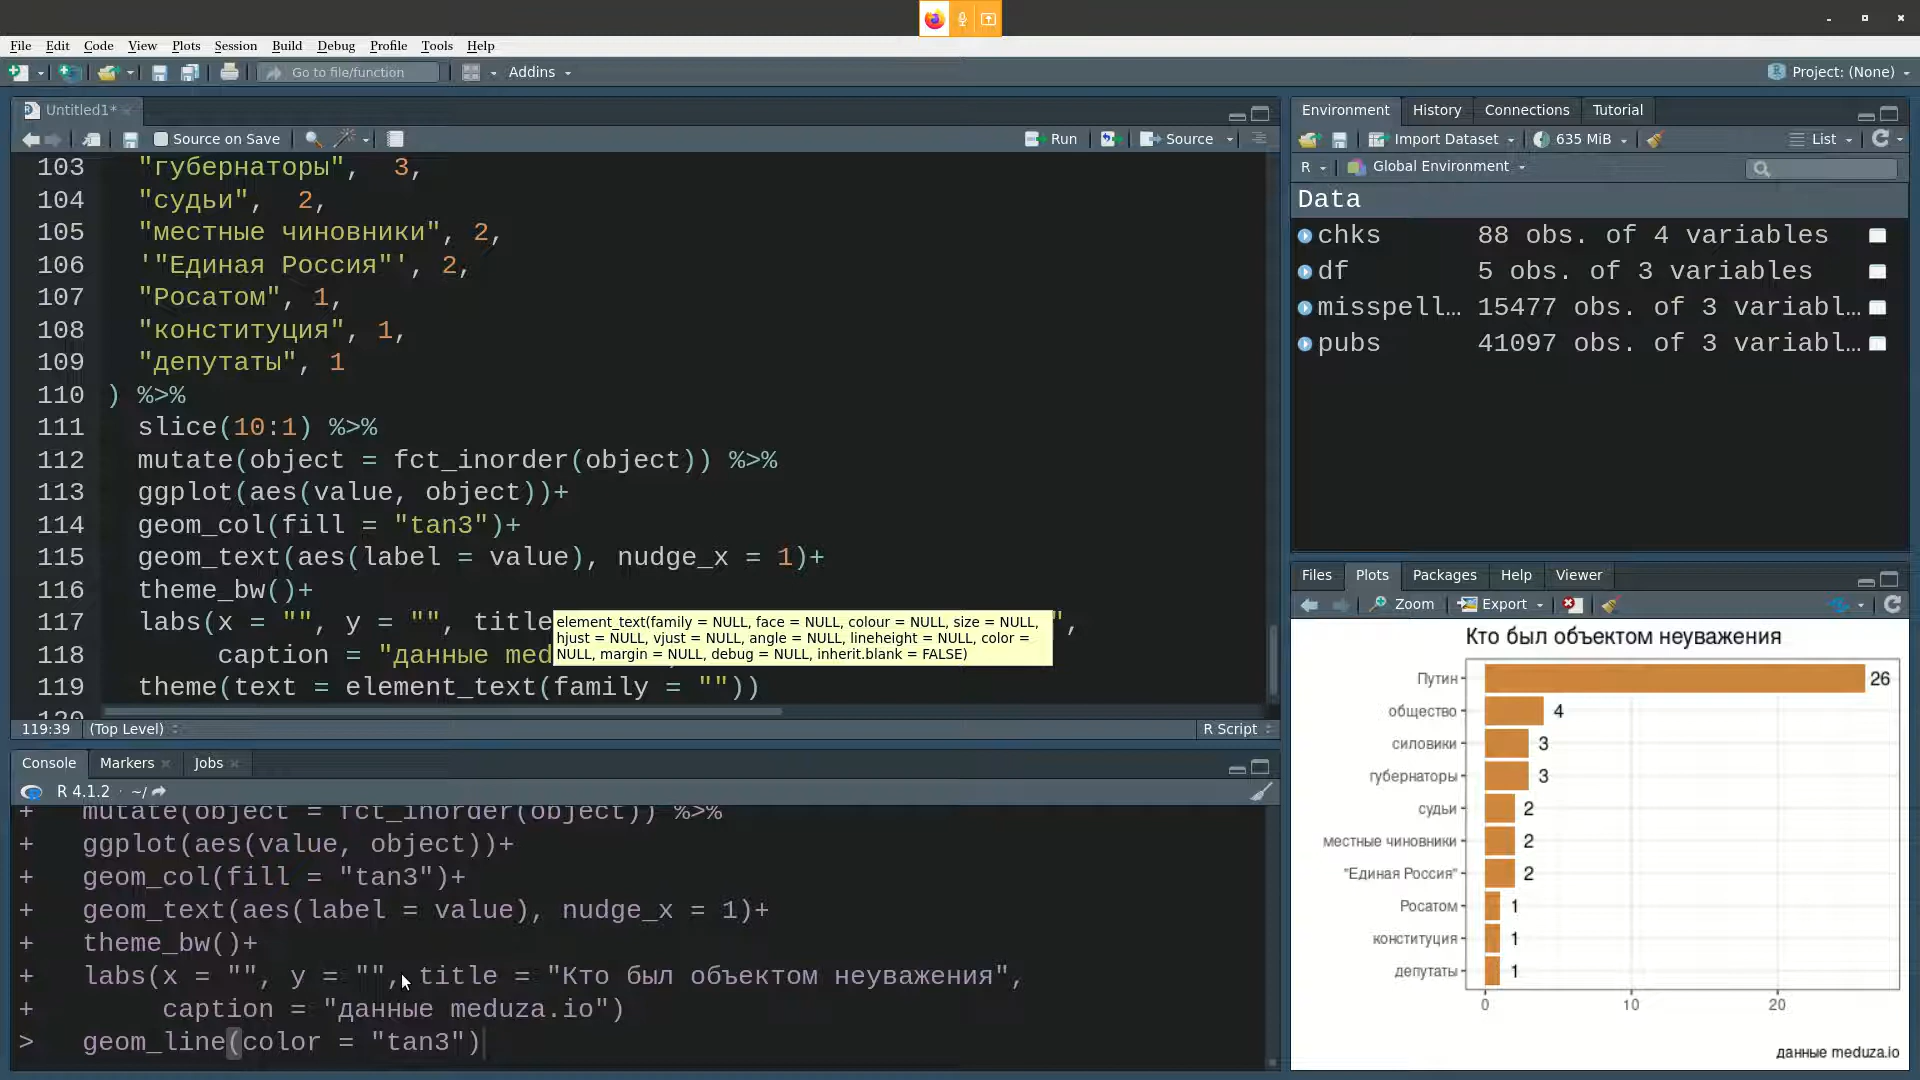 File Edit Code View Plots Session Build Debug Profile Tools Help
Go to file/function Addins Project: (None)
Untitled1*
Source on Save Run Source
103 "губернаторы", 3,
104 "судьи", 2,
105 "местные чиновники", 2,
106 '"Единая Россия"', 2,
107 "Росатом", 1,
108 "конституция", 1,
109 "депутаты", 1
110 ) %>%
111 slice(10:1) %>%
112 mutate(object = fct_inorder(object)) %>%
113 ggplot(aes(value, object))+
114 geom_col(fill = "tan3")+
115 geom_text(aes(label = value), nudge_x = 1)+
116 theme_bw()+
117 labs(x = "", y = "", title ",
118 caption = "данные med
119 theme(text = element_text(family = ""))
120
element_text(family = NULL, face = NULL, colour = NULL, size = NULL,
hjust = NULL, vjust = NULL, angle = NULL, lineheight = NULL, color =
NULL, margin = NULL, debug = NULL, inherit.blank = FALSE)
119:39 (Top Level) R Script
Console Markers Jobs
R 4.1.2 · ~/
+ mutate(object = fct_inorder(object)) %>%
+ ggplot(aes(value, object))+
+ geom_col(fill = "tan3")+
+ geom_text(aes(label = value), nudge_x = 1)+
+ theme_bw()+
+ labs(x = "", y = "", title = "Кто был объектом неуважения",
+ caption = "данные meduza.io")
> geom_line(color = "tan3")
Environment History Connections Tutorial
Import Dataset 635 MiB List
R Global Environment
Data
chks 88 obs. of 4 variables
df 5 obs. of 3 variables
misspell… 15477 obs. of 3 variabl…
pubs 41097 obs. of 3 variabl…
Files Plots Packages Help Viewer
Zoom Export
Кто был объектом неуважения
Путин 26
общество 4
силовики 3
губернаторы 3
судьи 2
местные чиновники 2
"Единая Россия" 2
Росатом 1
конституция 1
депутаты 1
0 10 20
данные meduza.io